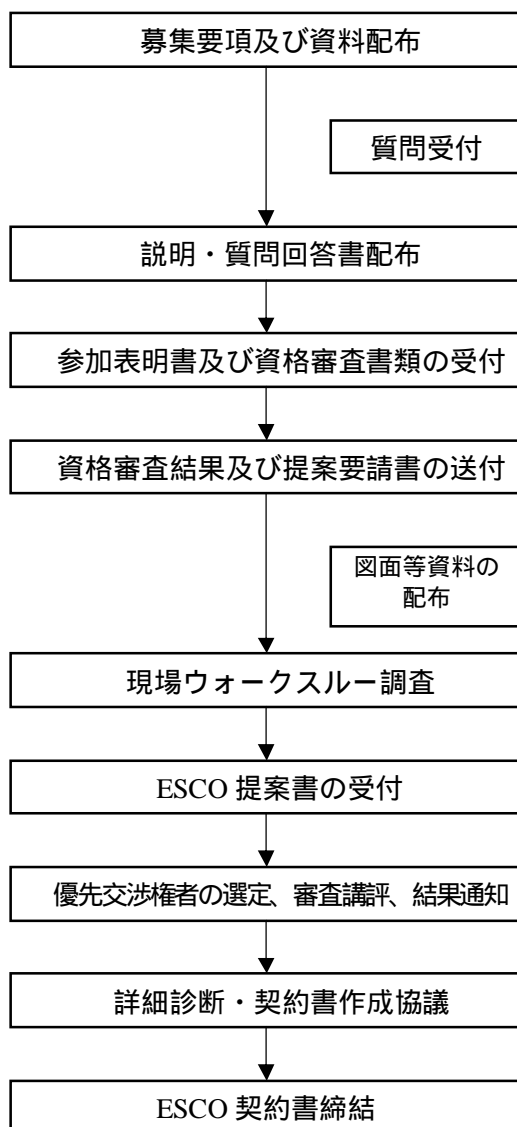 募集要項及び資料配布
質問受付
説明・質問回答書配布
参加表明書及び資格審査書類の受付
資格審査結果及び提案要請書の送付
図面等資料の
配布
現場ウォークスルー調査
ESCO 提案書の受付
優先交渉権者の選定、審査講評、結果通知
詳細診断・契約書作成協議
ESCO 契約書締結